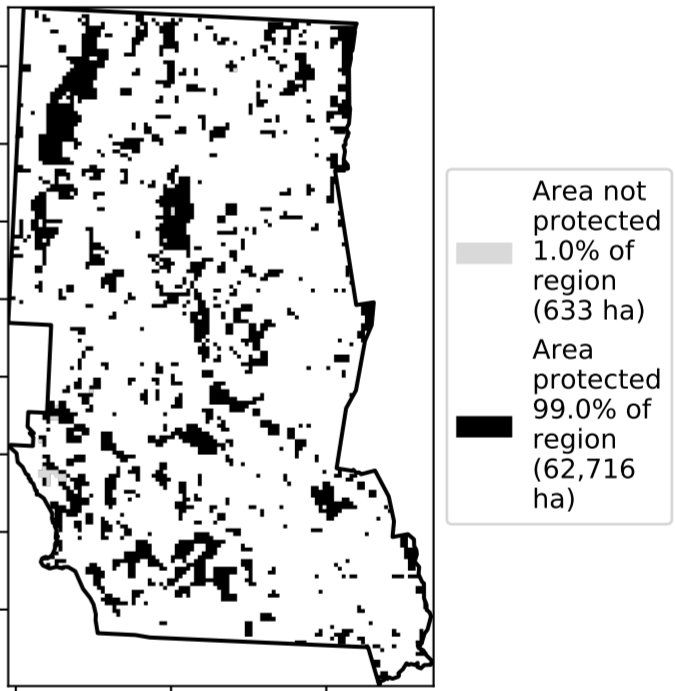 Area not
protected
1.0% of
region
(633 ha)
Area
protected
99.0% of
region
(62,716
ha)